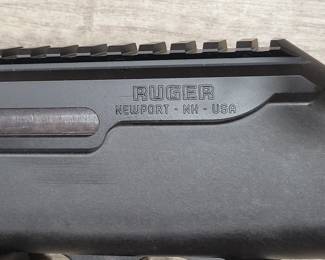 RUGER
NEWPORT - NH - USA